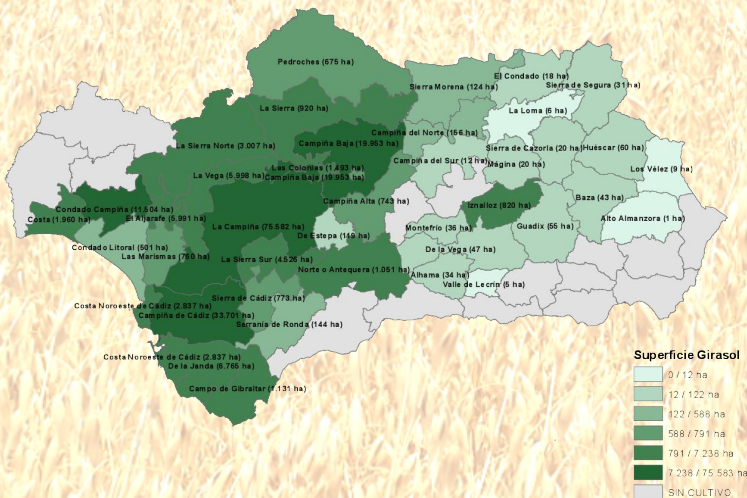 Pedroches (675 ha)
El Condado (18 ha)
Sierra Morena (124 ha)
Sierra de Segura (31 ha)
La Sierra (920 ha)
La Loma (6 ha)
Campiña del Norte (156 ha)
La Sierra Norte (3.007 ha)
Campiña Baja (19.953 ha)
Sierra de Cazorla (20 ha)
Huéscar (60 ha)
Campiña del Sur (12 ha)
Mágina (20 ha)
Los Vélez (9 ha)
Las Colonias (1.493 ha)
La Vega (5.998 ha)
Campiña Baja (19.953 ha)
Campiña Alta (743 ha)
Iznalloz (820 ha)
Baza (43 ha)
Condado Campiña (11.504 ha)
Costa (1.960 ha)
El Aljarafe (5.991 ha)
Alto Almanzora (1 ha)
La Campiña (75.582 ha)
De Estepa (119 ha)
Montefrío (36 ha)
Guadix (55 ha)
Condado Litoral (501 ha)
Las Marismas (750 ha)
De la Vega (47 ha)
La Sierra Sur (4.526 ha)
Norte o Antequera (1.051 ha)
Alhama (34 ha)
Valle de Lecrín (5 ha)
Sierra de Cádiz (773 ha)
Costa Noroeste de Cádiz (2.837 ha)
Campiña de Cádiz (33.701 ha)
Serranía de Ronda (144 ha)
Costa Noroeste de Cádiz (2.837 ha)
De la Janda (6.765 ha)
Campo de Gibraltar (1.131 ha)
Superficie Girasol
0 / 12 ha
12 / 122 ha
122 / 588 ha
588 / 791 ha
791 / 7.238 ha
7.238 / 75.583 ha
SIN CULTIVO